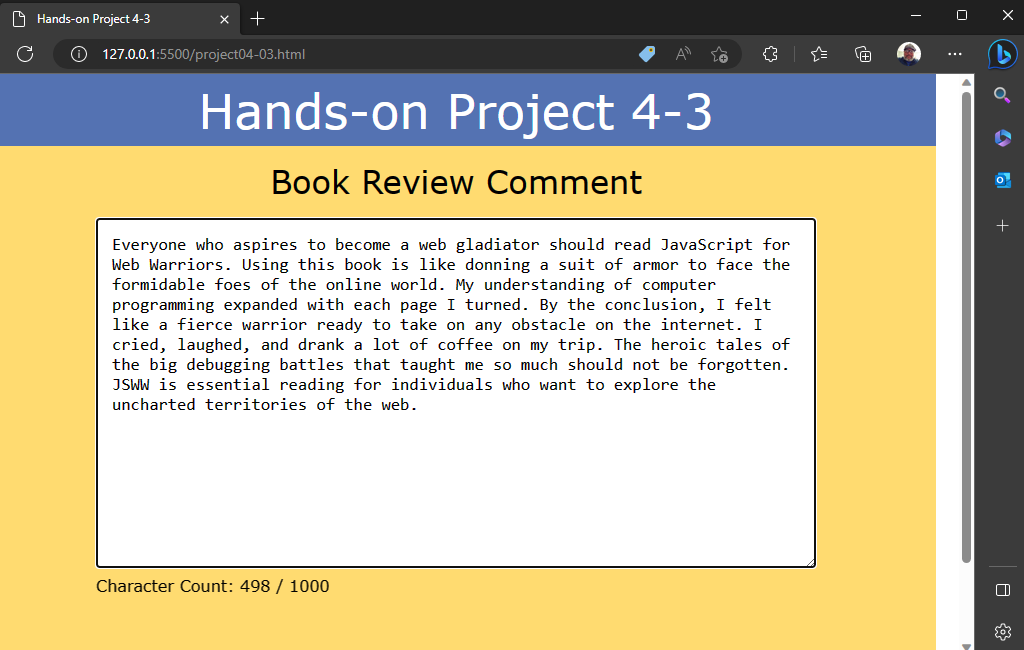 Hands-on Project 4-3
127.0.0.1:5500/project04-03.html
Hands-on Project 4-3
Book Review Comment
Everyone who aspires to become a web gladiator should read JavaScript for
Web Warriors. Using this book is like donning a suit of armor to face the
formidable foes of the online world. My understanding of computer
programming expanded with each page I turned. By the conclusion, I felt
like a fierce warrior ready to take on any obstacle on the internet. I
cried, laughed, and drank a lot of coffee on my trip. The heroic tales of
the big debugging battles that taught me so much should not be forgotten.
JSWW is essential reading for individuals who want to explore the
uncharted territories of the web.
Character Count: 498 / 1000